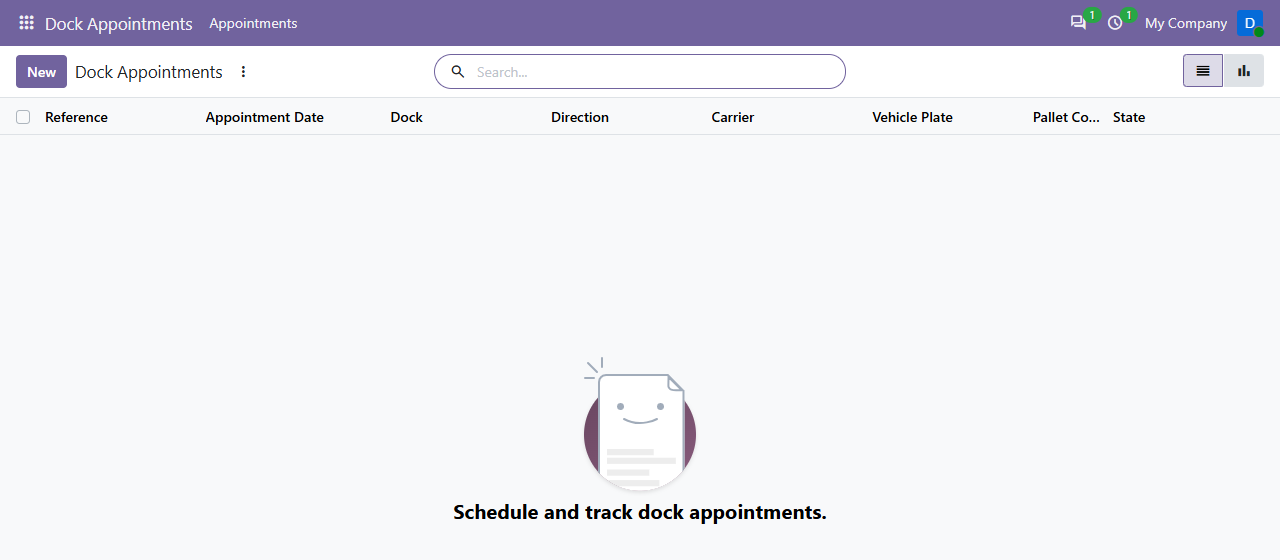 Dock Appointments Appointments 1 1 My Company D
New Dock Appointments Search...
Reference Appointment Date Dock Direction Carrier Vehicle Plate Pallet Co... State
Schedule and track dock appointments.